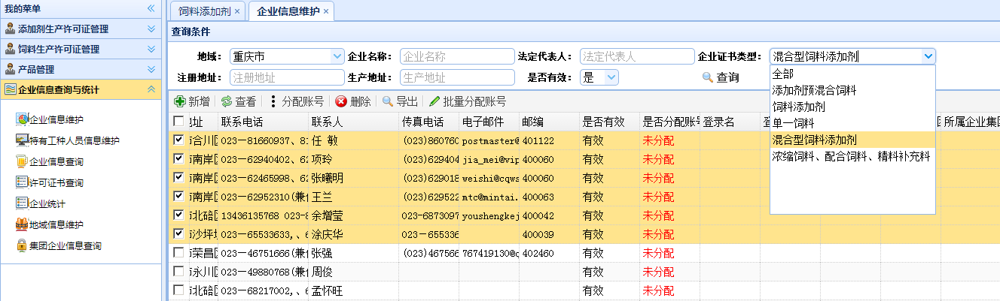 我的菜单
添加剂生产许可证管理
饲料生产许可证管理
产品管理
企业信息查询与统计
企业信息维护
特有工种人员信息维护
企业信息查询
许可证书查询
企业统计
地域信息维护
集团企业信息查询
饲料添加剂 × 企业信息维护 ×
查询条件
地域: 重庆市 企业名称: 企业名称 法定代表人: 法定代表人 企业证书类型: 混合型饲料添加剂
注册地址: 注册地址 生产地址: 生产地址 是否有效: 是 查询
全部
添加剂预混合饲料
饲料添加剂
单一饲料
混合型饲料添加剂
浓缩饲料、配合饲料、精料补充料
新增 查看 分配账号 删除 导出 批量分配账号
址 联系电话 联系人 传真电话 电子邮件 邮编 是否有效 是否分配账号 登录名 所属企业集团
合川区 023—81660937、81 任 敏 (023)860760 postmaster@ 401122 有效 未分配
南岸区 023—62940402、62 项玲 (023)629404 jia_mei@vip 400060 有效 未分配
南岸区 023—62465998、62 张曦明 (023)629018 weishi@cqws 400060 有效 未分配
南岸区 023—62952310(兼传 王兰 (023)629522 mtc@mintai. 400063 有效 未分配
北碚区 13436135768 023-8 余增莹 023-6873097 youshengkej 400042 有效 未分配
沙坪坝 023—65533633,、6 涂庆华 023－655336 400039 有效 未分配
荣昌区 023—46751666(兼传 张强 (023)467566 767419130@q 402460 有效 未分配
永川区 023—49880768(兼传 周俊 有效 未分配
北碚区 023—68217002,、6 孟怀旺 有效 未分配